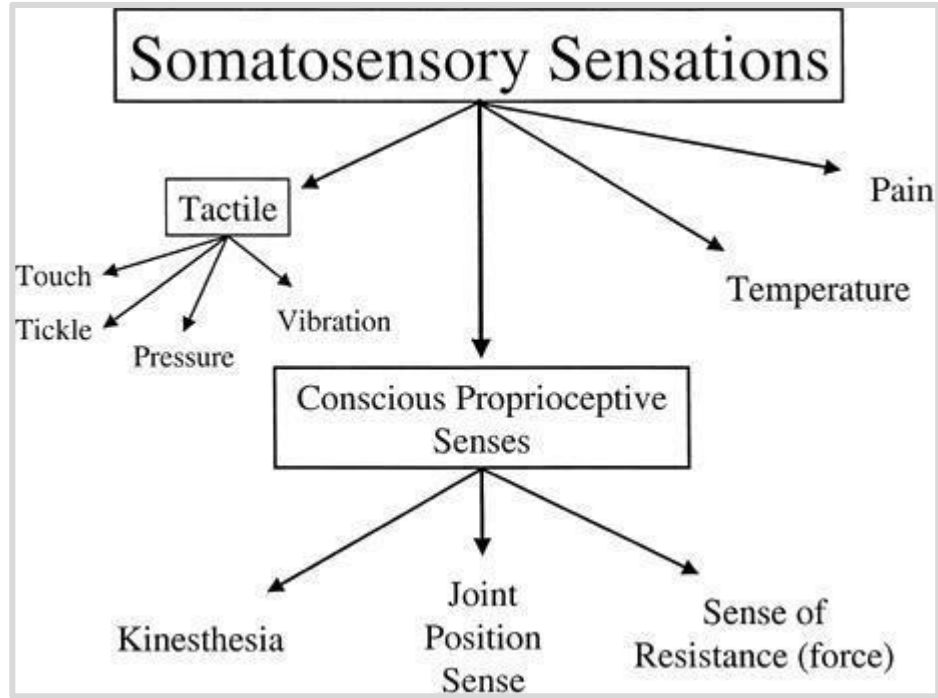 Somatosensory Sensations
Pain
Tactile
Temperature
Touch
Tickle
Pressure
Vibration
Conscious Proprioceptive
Senses
Kinesthesia
Joint
Position
Sense
Sense of
Resistance (force)